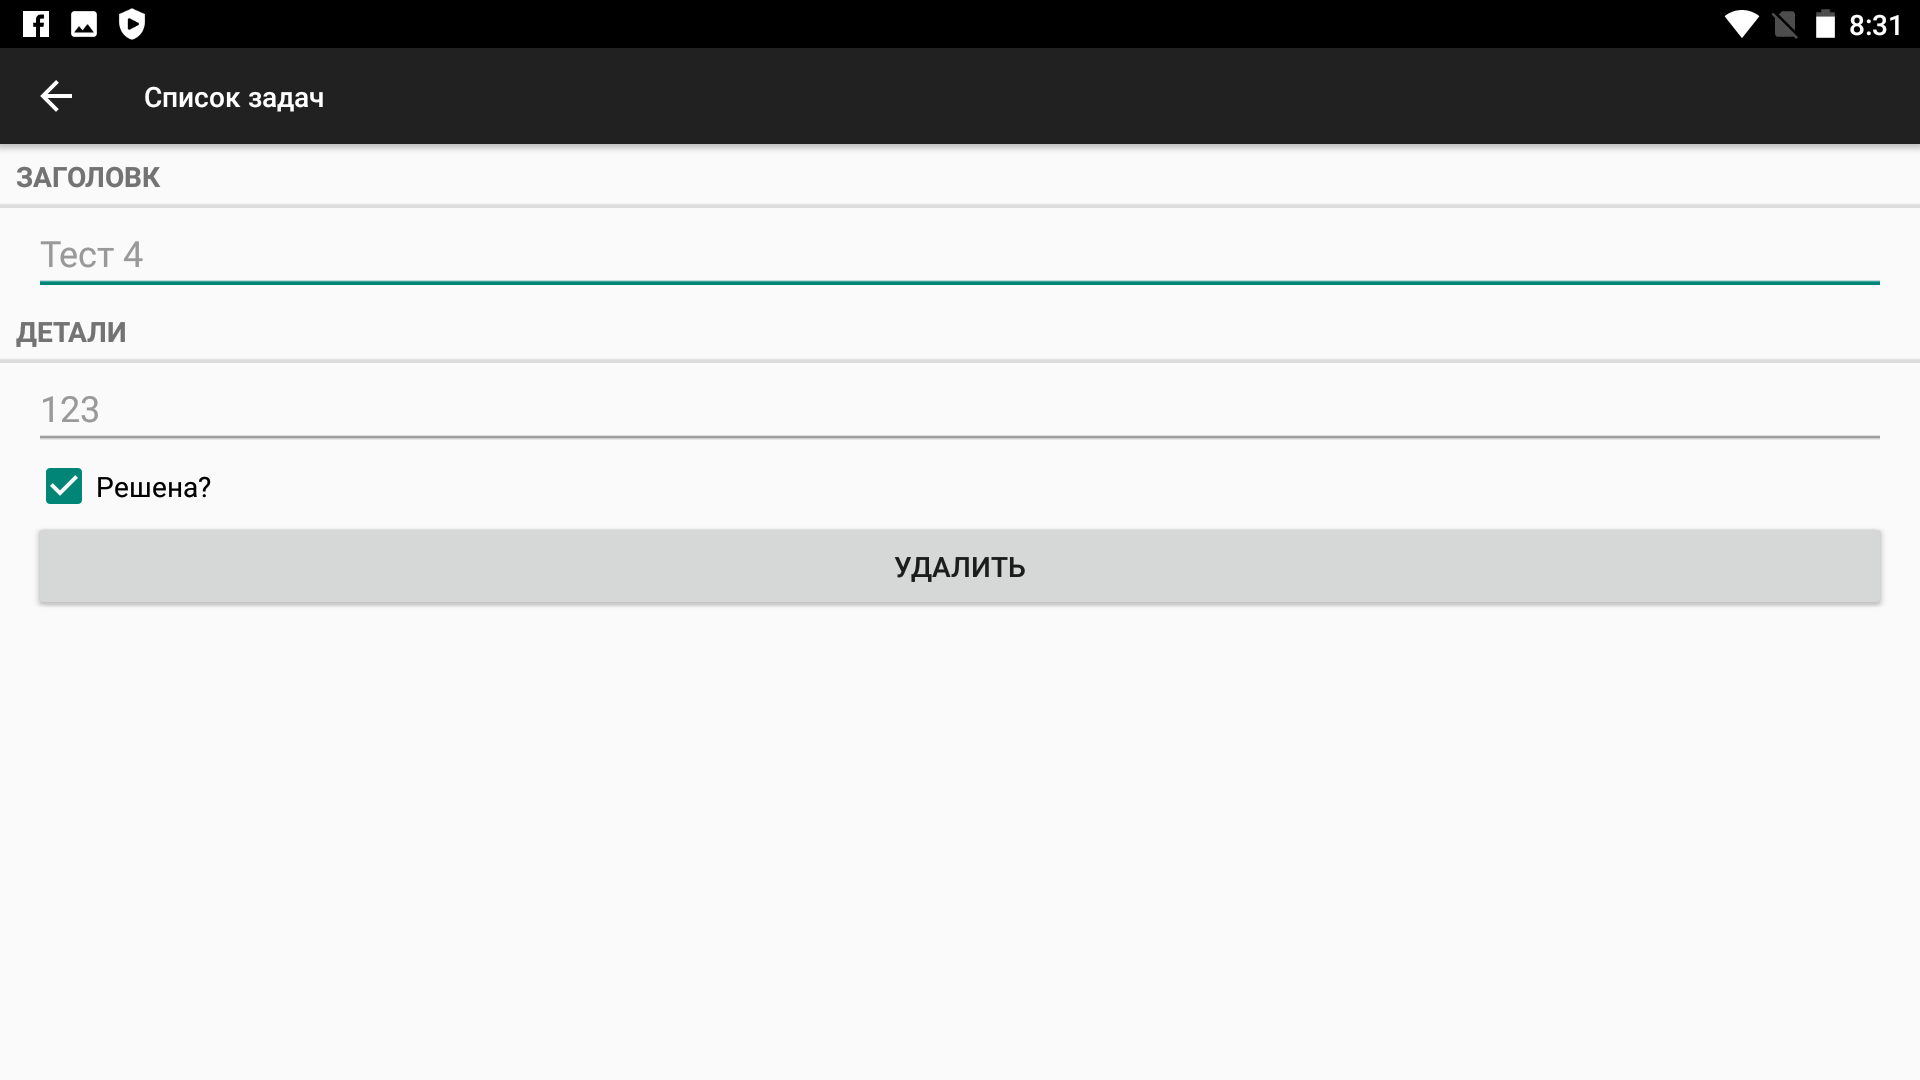 8:31
Список задач
ЗАГОЛОВК
Тест 4
ДЕТАЛИ
123
Решена?
УДАЛИТЬ